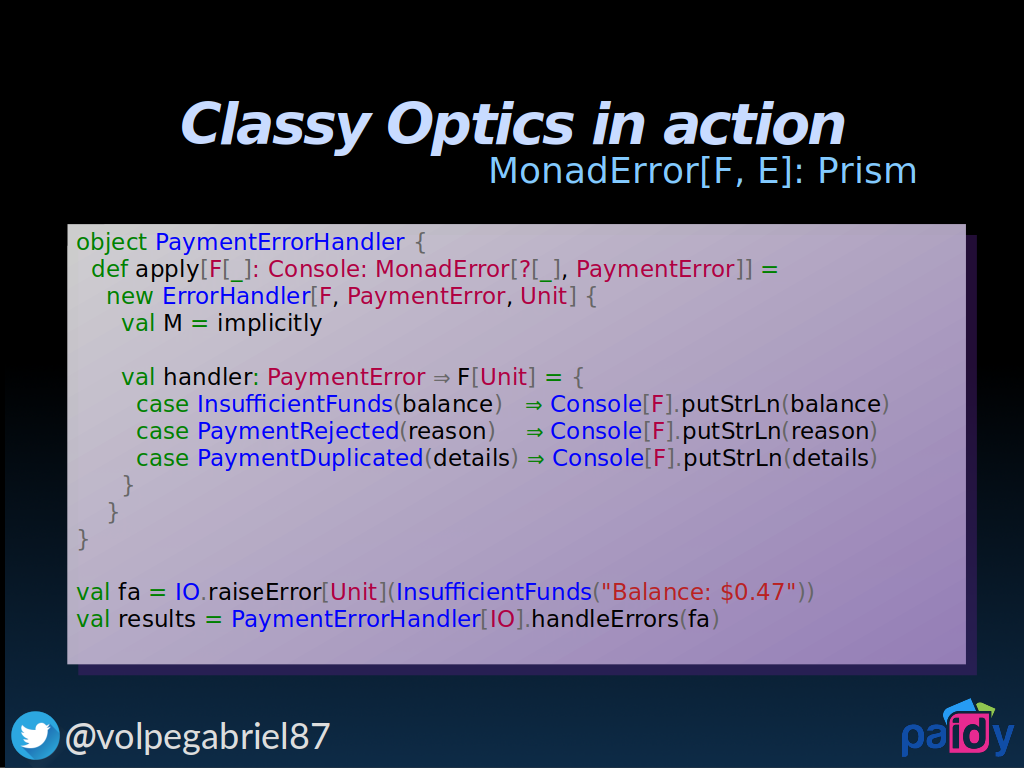 Classy Optics in action
MonadError[F, E]: Prism
object PaymentErrorHandler {
  def apply[F[_]: Console: MonadError[?[_], PaymentError]] =
    new ErrorHandler[F, PaymentError, Unit] {
      val M = implicitly

      val handler: PaymentError ⇒ F[Unit] = {
        case InsufficientFunds(balance)   ⇒ Console[F].putStrLn(balance)
        case PaymentRejected(reason)    ⇒ Console[F].putStrLn(reason)
        case PaymentDuplicated(details) ⇒ Console[F].putStrLn(details)
      }
    }
}

val fa = IO.raiseError[Unit](InsufficientFunds("Balance: $0.47"))
val results = PaymentErrorHandler[IO].handleErrors(fa)
@volpegabriel87
paidy